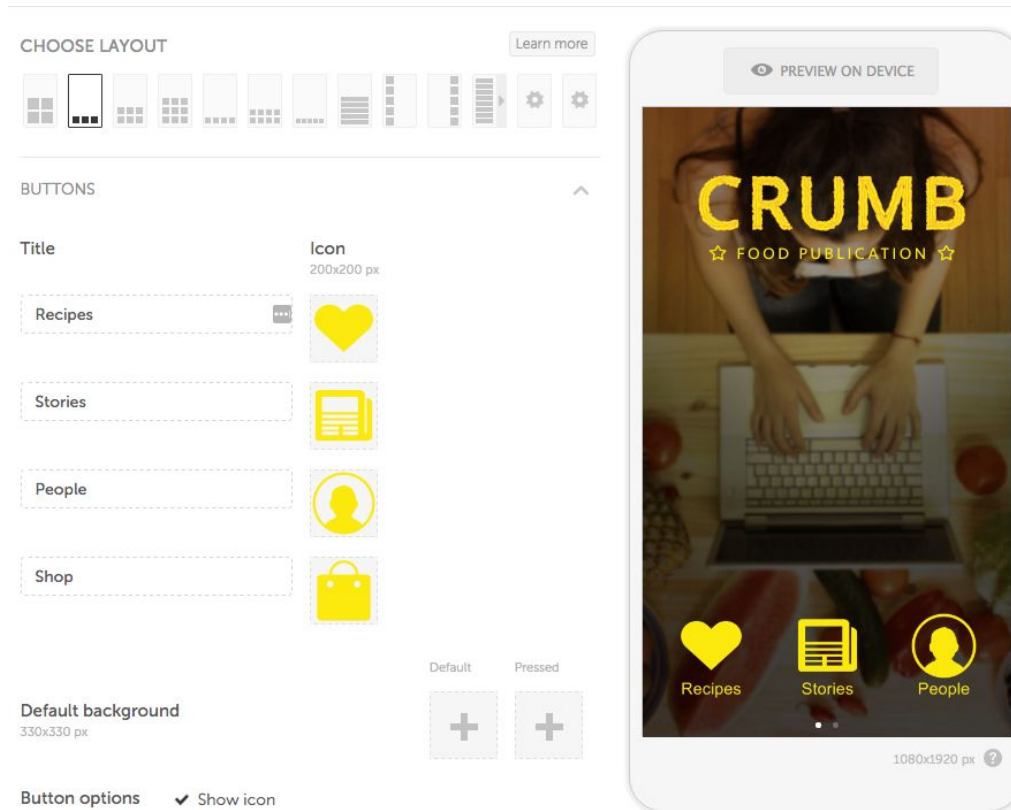 CHOOSE LAYOUT
Learn more
BUTTONS
Title
Icon
200x200 px
Recipes
Stories
People
Shop
Default
Pressed
Default background
330x330 px
Button options
Show icon
PREVIEW ON DEVICE
CRUMB
FOOD PUBLICATION
Recipes
Stories
People
1080x1920 px
?